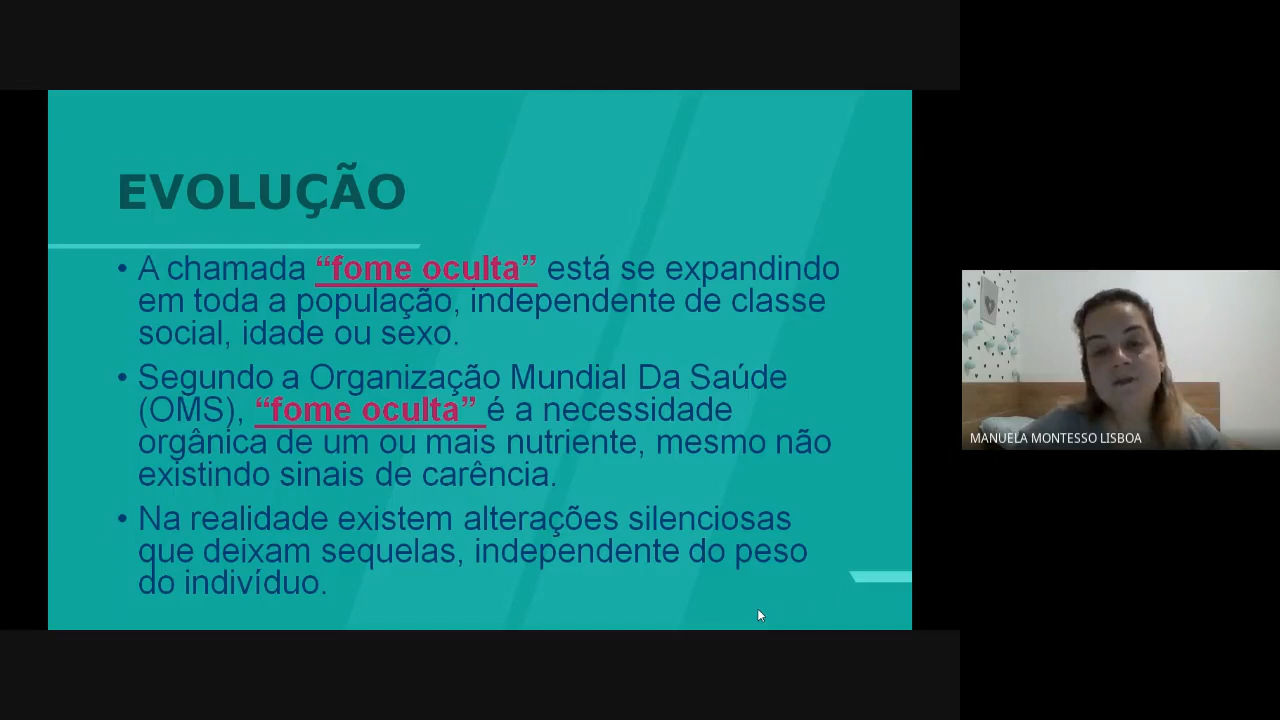 EVOLUÇÃO
• A chamada “fome oculta” está se expandindo
em toda a população, independente de classe
social, idade ou sexo.
• Segundo a Organização Mundial Da Saúde
(OMS), “fome oculta” é a necessidade
orgânica de um ou mais nutriente, mesmo não
existindo sinais de carência.
• Na realidade existem alterações silenciosas
que deixam sequelas, independente do peso
do indivíduo.
MANUELA MONTESSO LISBOA